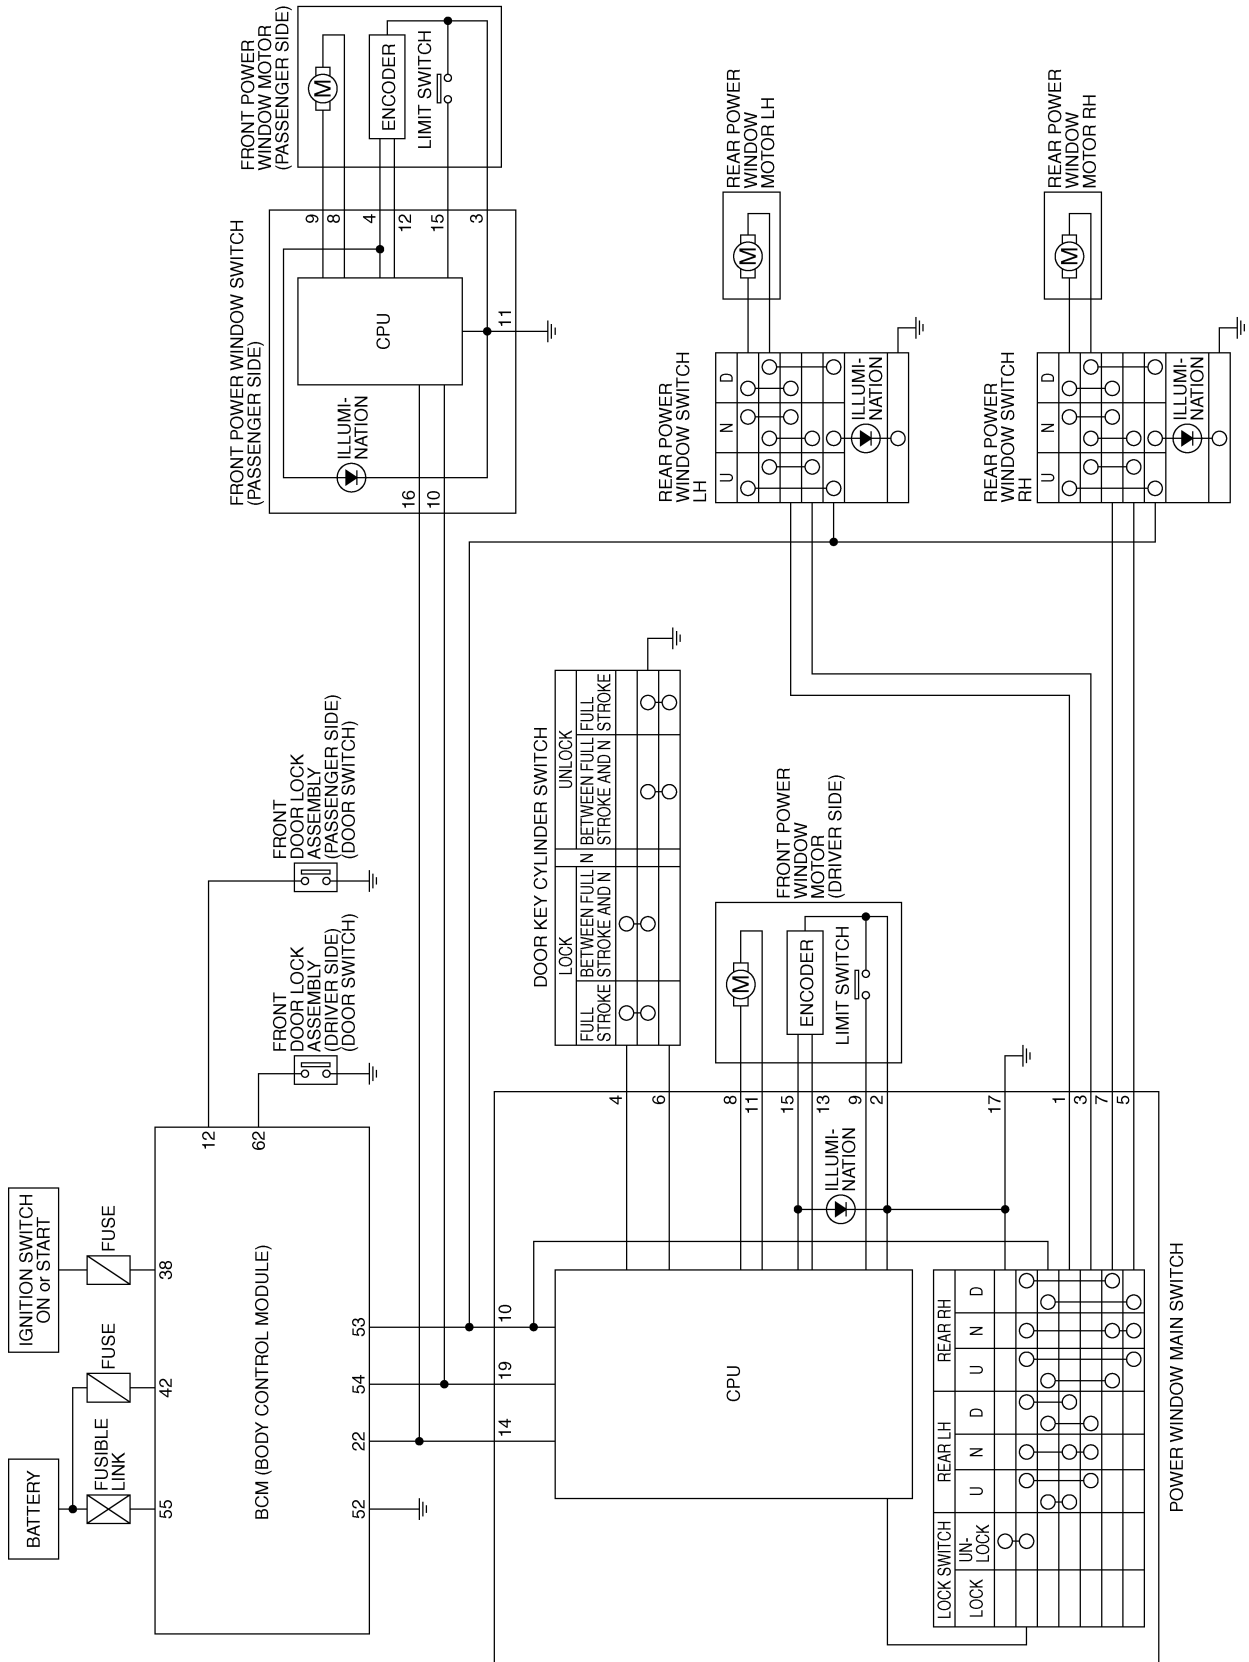 BATTERY
FUSIBLE
LINK
FUSE
IGNITION SWITCH
ON or START
FUSE
55
42
38
BCM (BODY CONTROL MODULE)
12
62
52
22
54
53
FRONT
DOOR LOCK
ASSEMBLY
(DRIVER SIDE)
(DOOR SWITCH)
FRONT
DOOR LOCK
ASSEMBLY
(PASSENGER SIDE)
(DOOR SWITCH)
FRONT POWER WINDOW SWITCH
(PASSENGER SIDE)
16
10
ILLUMI-
NATION
CPU
11
9
8
4
12
15
3
FRONT POWER
WINDOW MOTOR
(PASSENGER SIDE)
M
ENCODER
LIMIT SWITCH
DOOR KEY CYLINDER SWITCH
LOCK
N
UNLOCK
FULL
STROKE
BETWEEN FULL
STROKE AND N
BETWEEN FULL
STROKE AND N
FULL
STROKE
REAR POWER
WINDOW SWITCH
LH
U
N
D
ILLUMI-
NATION
REAR POWER
WINDOW
MOTOR LH
M
REAR POWER
WINDOW SWITCH
RH
U
N
D
ILLUMI-
NATION
REAR POWER
WINDOW
MOTOR RH
M
FRONT POWER
WINDOW
MOTOR
(DRIVER SIDE)
M
ENCODER
LIMIT SWITCH
14
19
10
CPU
4
6
8
11
15
13
9
2
17
1
3
7
5
ILLUMI-
NATION
LOCK SWITCH
REAR LH
REAR RH
LOCK
UN-
LOCK
U
N
D
U
N
D
POWER WINDOW MAIN SWITCH